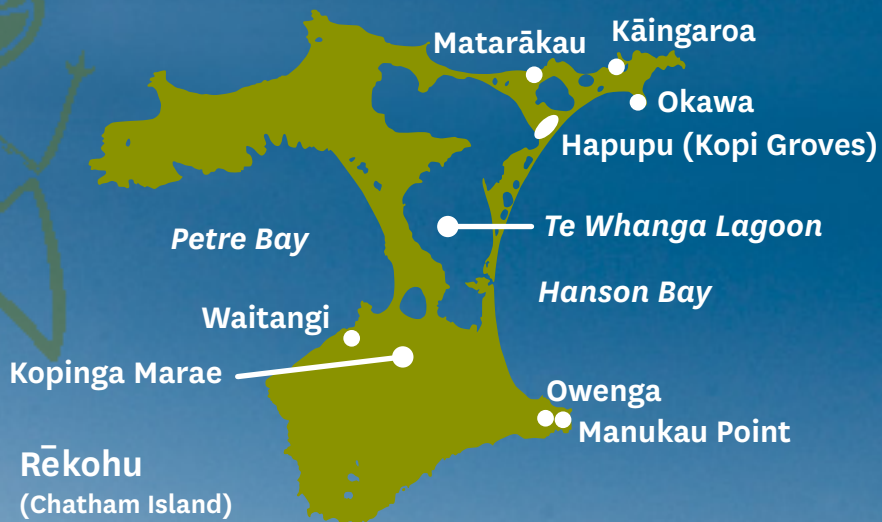 Matarākau
Kāingaroa
Okawa
Hapupu (Kopi Groves)
Petre Bay
Te Whanga Lagoon
Hanson Bay
Waitangi
Kopinga Marae
Owenga
Manukau Point
Rēkohu
(Chatham Island)